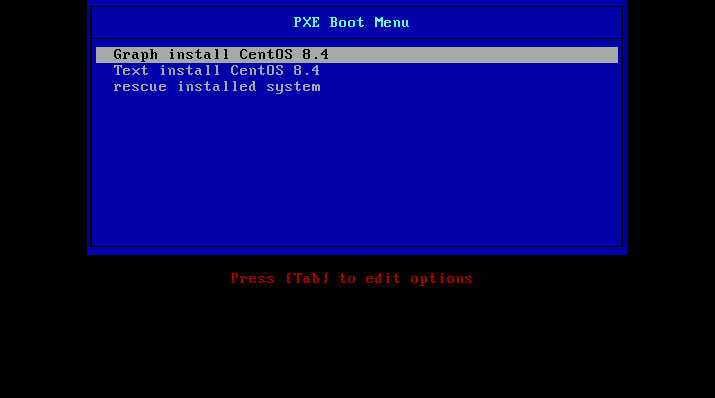 PXE Boot Menu
Graph install CentOS 8.4
Text install CentOS 8.4
rescue installed system
Press [Tab] to edit options